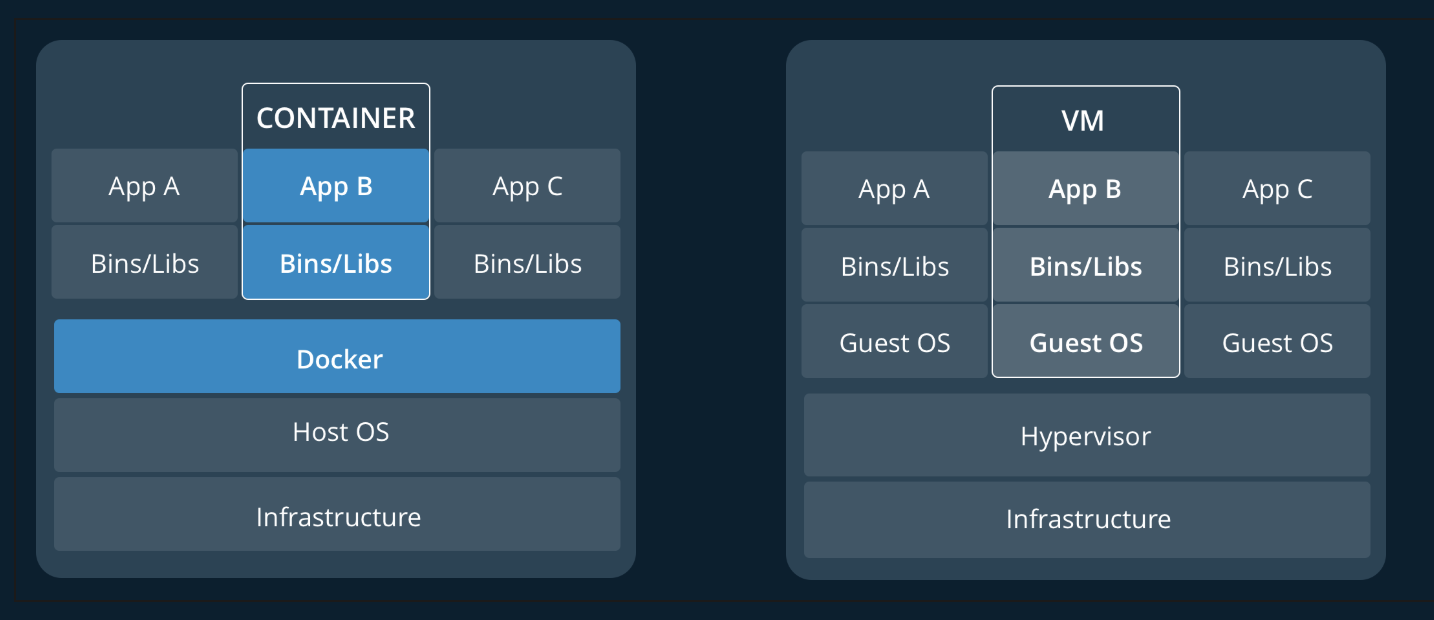 CONTAINER
App A
App B
App C
Bins/Libs
Bins/Libs
Bins/Libs
Docker
Host OS
Infrastructure
VM
App A
App B
App C
Bins/Libs
Bins/Libs
Bins/Libs
Guest OS
Guest OS
Guest OS
Hypervisor
Infrastructure